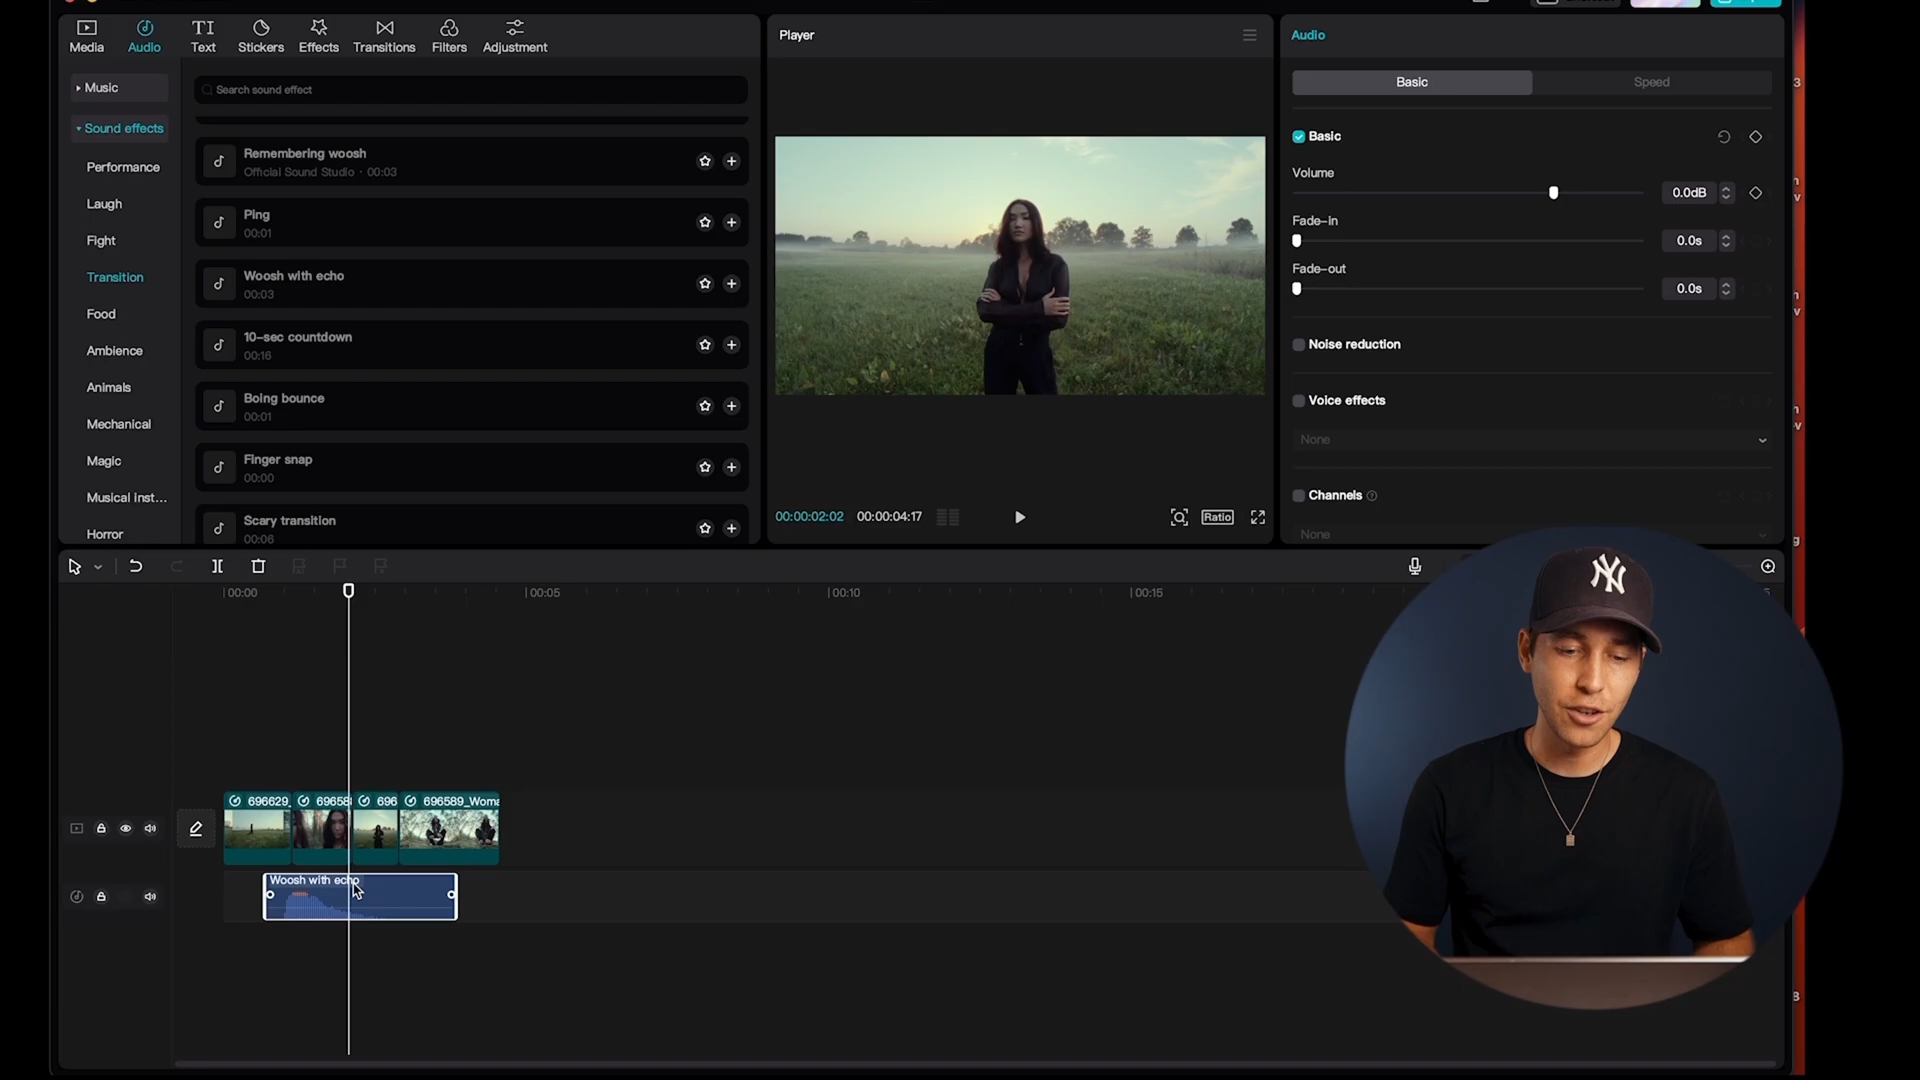 Media
Audio
Text
Stickers
Effects
Transitions
Filters
Adjustment
Music
Sound effects
Performance
Laugh
Fight
Transition
Food
Ambience
Animals
Mechanical
Magic
Musical inst...
Horror
Search sound effect
Remembering woosh
Official Sound Studio · 00:03
Ping
00:01
Woosh with echo
00:03
10-sec countdown
00:16
Boing bounce
00:01
Finger snap
00:00
Scary transition
00:06
Player
00:00:02:02
00:00:04:17
Ratio
Audio
Basic
Speed
Basic
Volume
0.0dB
Fade-in
0.0s
Fade-out
0.0s
Noise reduction
Voice effects
None
Channels
None
00:00
00:05
00:10
00:15
696629_
69658
696
696589_Woma
Woosh with echo
NY